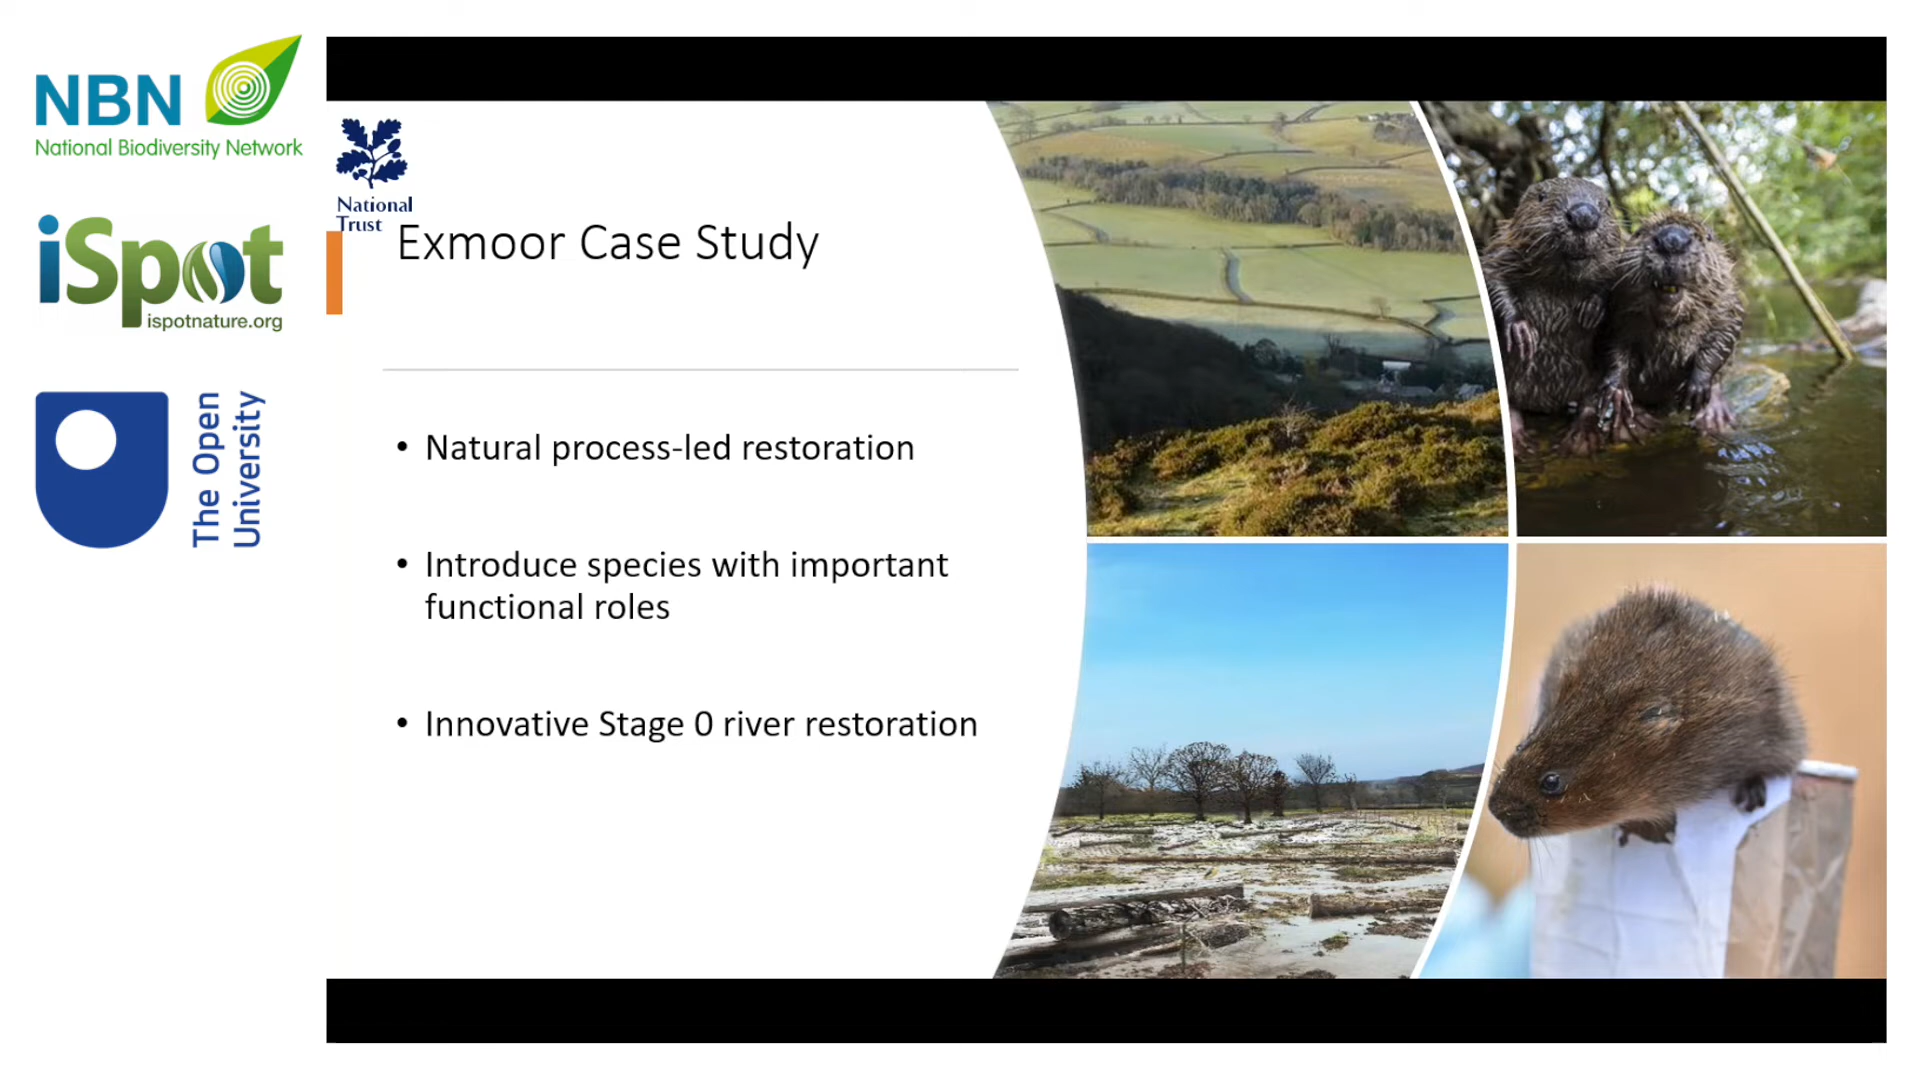 NBN
National Biodiversity Network
iSpot
ispotnature.org
The Open
University
National
Trust
Exmoor Case Study
• Natural process-led restoration
• Introduce species with important
functional roles
• Innovative Stage 0 river restoration